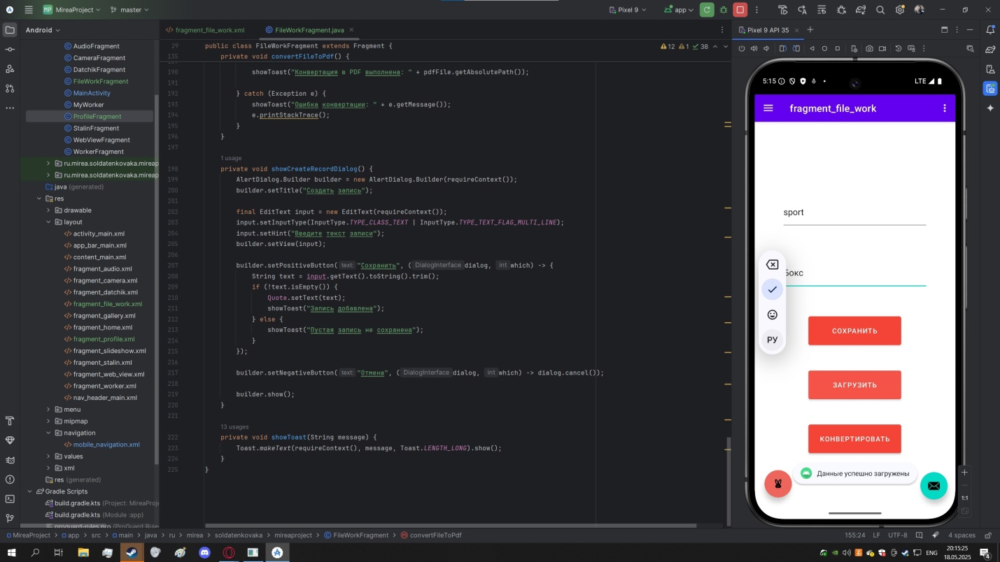 MP MireaProject master Pixel 9 app
Android
fragment_file_work.xml FileWorkFragment.java
Pixel 9 API 35
AudioFragment
CameraFragment
DatchikFragment
FileWorkFragment
MainActivity
MyWorker
ProfileFragment
StalinFragment
WebViewFragment
WorkerFragment
ru.mirea.soldatenkovaka.mireap
ru.mirea.soldatenkovaka.mireap
java (generated)
res
drawable
layout
activity_main.xml
app_bar_main.xml
content_main.xml
fragment_audio.xml
fragment_camera.xml
fragment_datchik.xml
fragment_file_work.xml
fragment_gallery.xml
fragment_home.xml
fragment_profile.xml
fragment_slideshow.xml
fragment_stalin.xml
fragment_web_view.xml
fragment_worker.xml
nav_header_main.xml
menu
mipmap
navigation
mobile_navigation.xml
values
xml
res (generated)
Gradle Scripts
build.gradle.kts (Project: MireaProje
build.gradle.kts (Module :app)
proguard-rules.pro (ProGuard Rule
12 1 38
29 public class FileWorkFragment extends Fragment {
135 private void convertFileToPdf() {
190 showToast("Конвертация в PDF выполнена: " + pdfFile.getAbsolutePath());
191
192 } catch (Exception e) {
193 showToast("Ошибка конвертации: " + e.getMessage());
194 e.printStackTrace();
195 }
196 }
197
1 usage
198 private void showCreateRecordDialog() {
199 AlertDialog.Builder builder = new AlertDialog.Builder(requireContext());
200 builder.setTitle("Создать запись");
201
202 final EditText input = new EditText(requireContext());
203 input.setInputType(InputType.TYPE_CLASS_TEXT | InputType.TYPE_TEXT_FLAG_MULTI_LINE);
204 input.setHint("Введите текст записи");
205 builder.setView(input);
206
207 builder.setPositiveButton( text: "Сохранить", ( DialogInterface dialog, int which) -> {
208 String text = input.getText().toString().trim();
209 if (!text.isEmpty()) {
210 Quote.setText(text);
211 showToast("Запись добавлена");
212 } else {
213 showToast("Пустая запись не сохранена");
214 }
215 });
216
217 builder.setNegativeButton( text: "Отмена", ( DialogInterface dialog, int which) -> dialog.cancel());
218
219 builder.show();
220 }
221
13 usages
222 private void showToast(String message) {
223 Toast.makeText(requireContext(), message, Toast.LENGTH_LONG).show();
224 }
225 }
5:15 LTE
fragment_file_work
sport
бокс
РУ
СОХРАНИТЬ
ЗАГРУЗИТЬ
КОНВЕРТИРОВАТЬ
Данные успешно загружены
1:1
MireaProject > app > src > main > java > ru > mirea > soldatenkovaka > mireaproject > FileWorkFragment > convertFileToPdf
155:24 LF UTF-8 4 spaces
ENG
20:15:25
18.05.2025
4